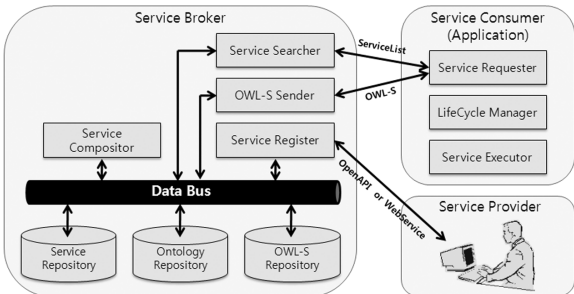 Service Broker
Service Searcher
OWL-S Sender
Service
Compositor
Service Register
Data Bus
Service
Repository
Ontology
Repository
OWL-S
Repository
ServiceList
OWL-S
OpenAPI or WebService
Service Consumer
(Application)
Service Requester
LifeCycle Manager
Service Executor
Service Provider